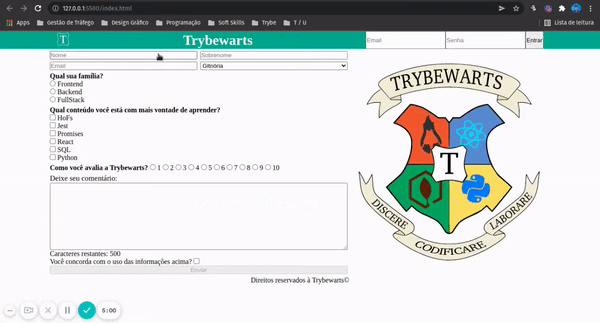 127.0.0.1:5500/index.html
Apps Gestão de Tráfego Design Gráfico Programação Soft Skills Trybe T / U Lista de leitura
T Trybewarts Email Senha Entrar
Nome Sobrenome
Email Gitnória
Qual sua família?
Frontend
Backend
FullStack
Qual conteúdo você está com mais vontade de aprender?
HoFs
Jest
Promises
React
SQL
Python
Como você avalia a Trybewarts? 1 2 3 4 5 6 7 8 9 10
Deixe seu comentário:
Caracteres restantes: 500
Você concorda com o uso das informações acima?
Enviar
Direitos reservados à Trybewarts©
TRYBEWARTS
T
DISCERE
CODIFICARE
LABORARE
5:00